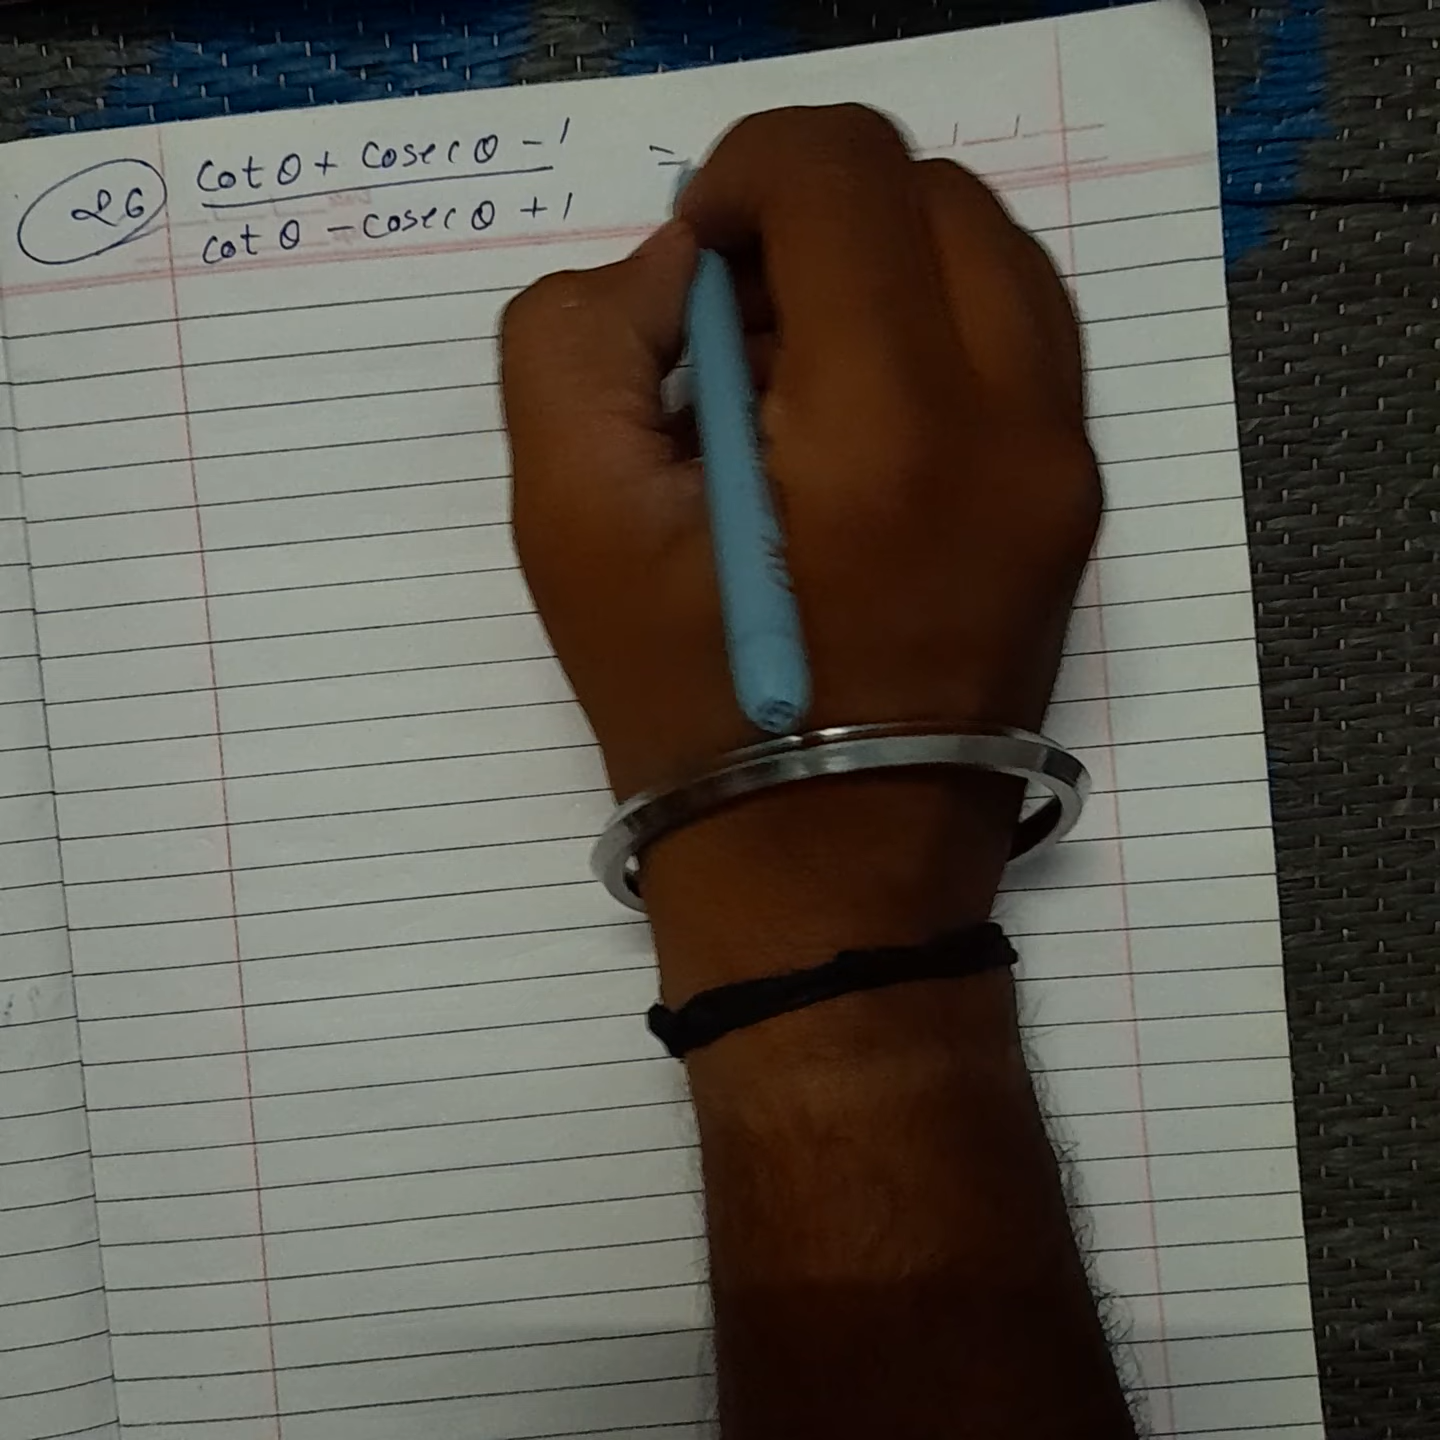 26 cot θ + cosec θ - 1 =
cot θ - cosec θ + 1